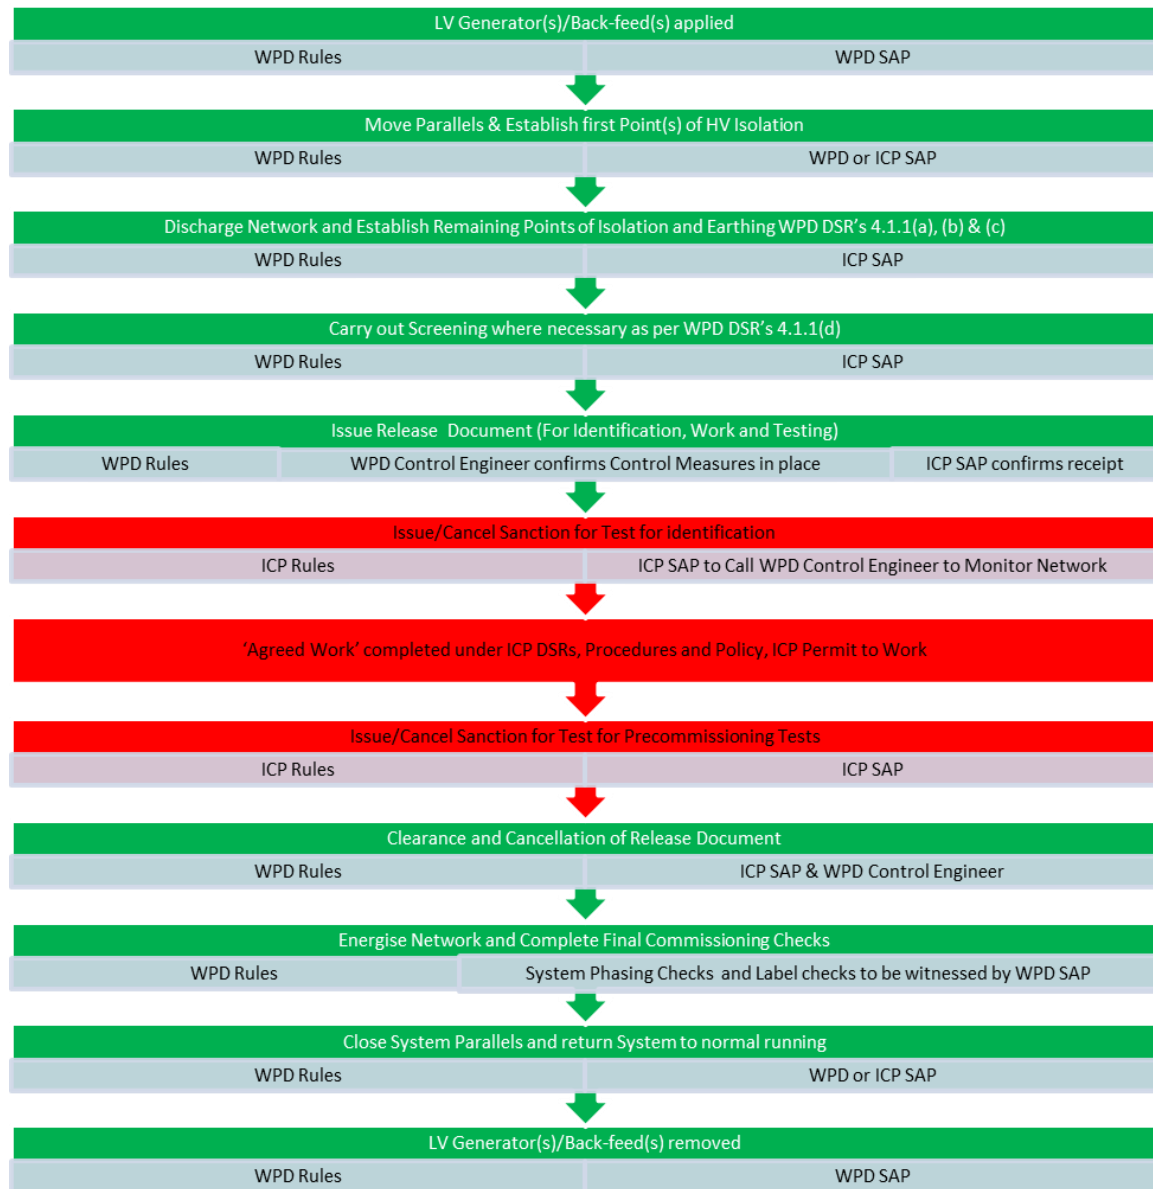 LV Generator(s)/Back-feed(s) applied
WPD Rules
WPD SAP
Move Parallels & Establish first Point(s) of HV Isolation
WPD Rules
WPD or ICP SAP
Discharge Network and Establish Remaining Points of Isolation and Earthing WPD DSR's 4.1.1(a), (b) & (c)
WPD Rules
ICP SAP
Carry out Screening where necessary as per WPD DSR's 4.1.1(d)
WPD Rules
ICP SAP
Issue Release Document (For Identification, Work and Testing)
WPD Rules
WPD Control Engineer confirms Control Measures in place
ICP SAP confirms receipt
Issue/Cancel Sanction for Test for identification
ICP Rules
ICP SAP to Call WPD Control Engineer to Monitor Network
‘Agreed Work’ completed under ICP DSRs, Procedures and Policy, ICP Permit to Work
Issue/Cancel Sanction for Test for Precommissioning Tests
ICP Rules
ICP SAP
Clearance and Cancellation of Release Document
WPD Rules
ICP SAP & WPD Control Engineer
Energise Network and Complete Final Commissioning Checks
WPD Rules
System Phasing Checks and Label checks to be witnessed by WPD SAP
Close System Parallels and return System to normal running
WPD Rules
WPD or ICP SAP
LV Generator(s)/Back-feed(s) removed
WPD Rules
WPD SAP